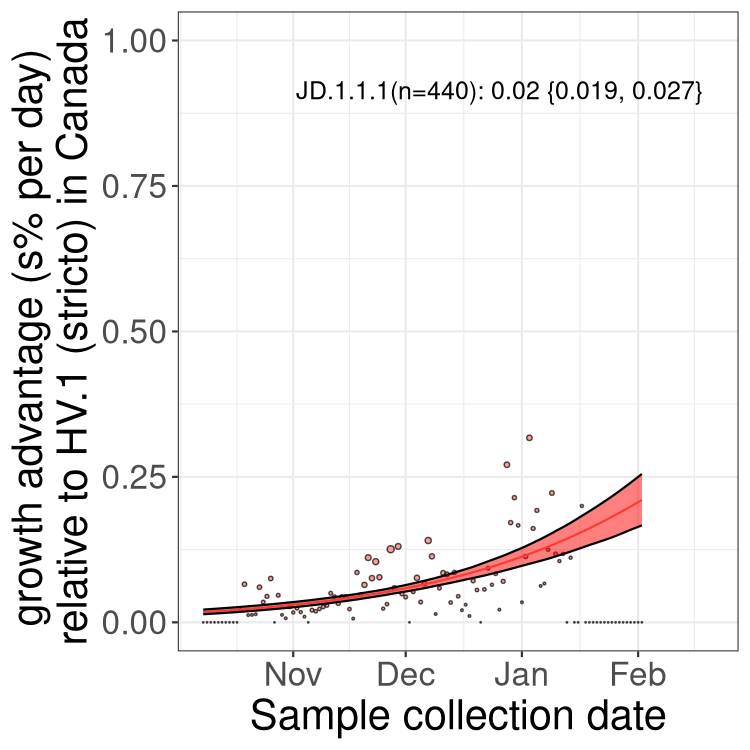 growth advantage (s% per day)
relative to HV.1 (stricto) in Canada
1.00
0.75
0.50
0.25
0.00
JD.1.1.1(n=440): 0.02 {0.019, 0.027}
Nov Dec Jan Feb
Sample collection date